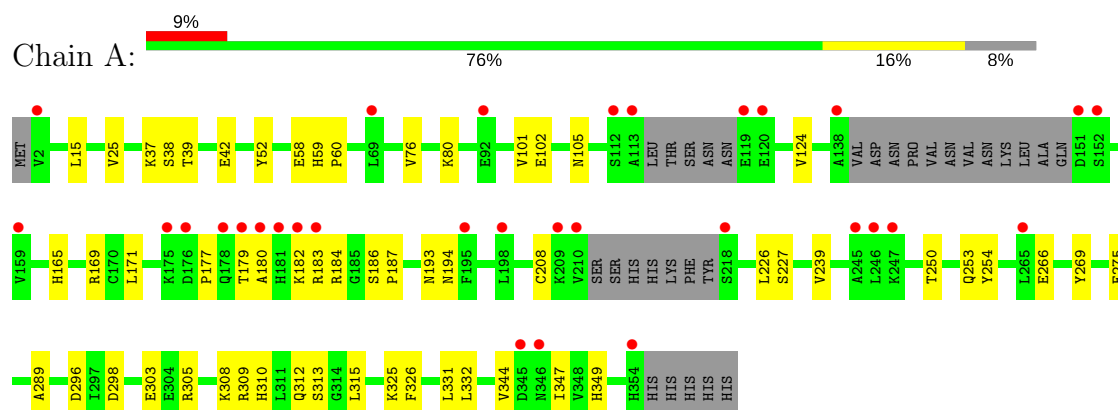 9%
Chain A:
76% 16% 8%
MET V2 L15 V25 K37 S38 T39 E42 Y52 E58 H59 P60 L69 V76 K80 E92 V101 E102 N105 S112 A113 LEU THR SER ASN ASN E119 E120 V124 A138 VAL ASP ASN PRO VAL ASN VAL ASN LYS LEU ALA GLN D151 S152
V159 H165 R169 C170 L171 K175 D176 P177 Q178 T179 A180 H181 K182 R183 R184 G185 S186 P187 N193 N194 F195 L198 C208 K209 V210 SER SER HIS HIS LYS PHE TYR S218 L226 S227 V239 A245 L246 K247 T250 Q253 Y254 L265 E266 Y269
A289 D296 I297 D298 E303 E304 R305 K308 R309 H310 L311 Q312 S313 G314 L315 K325 F326 L331 L332 V344 D345 N346 I347 V348 H349 H354 HIS HIS HIS HIS HIS